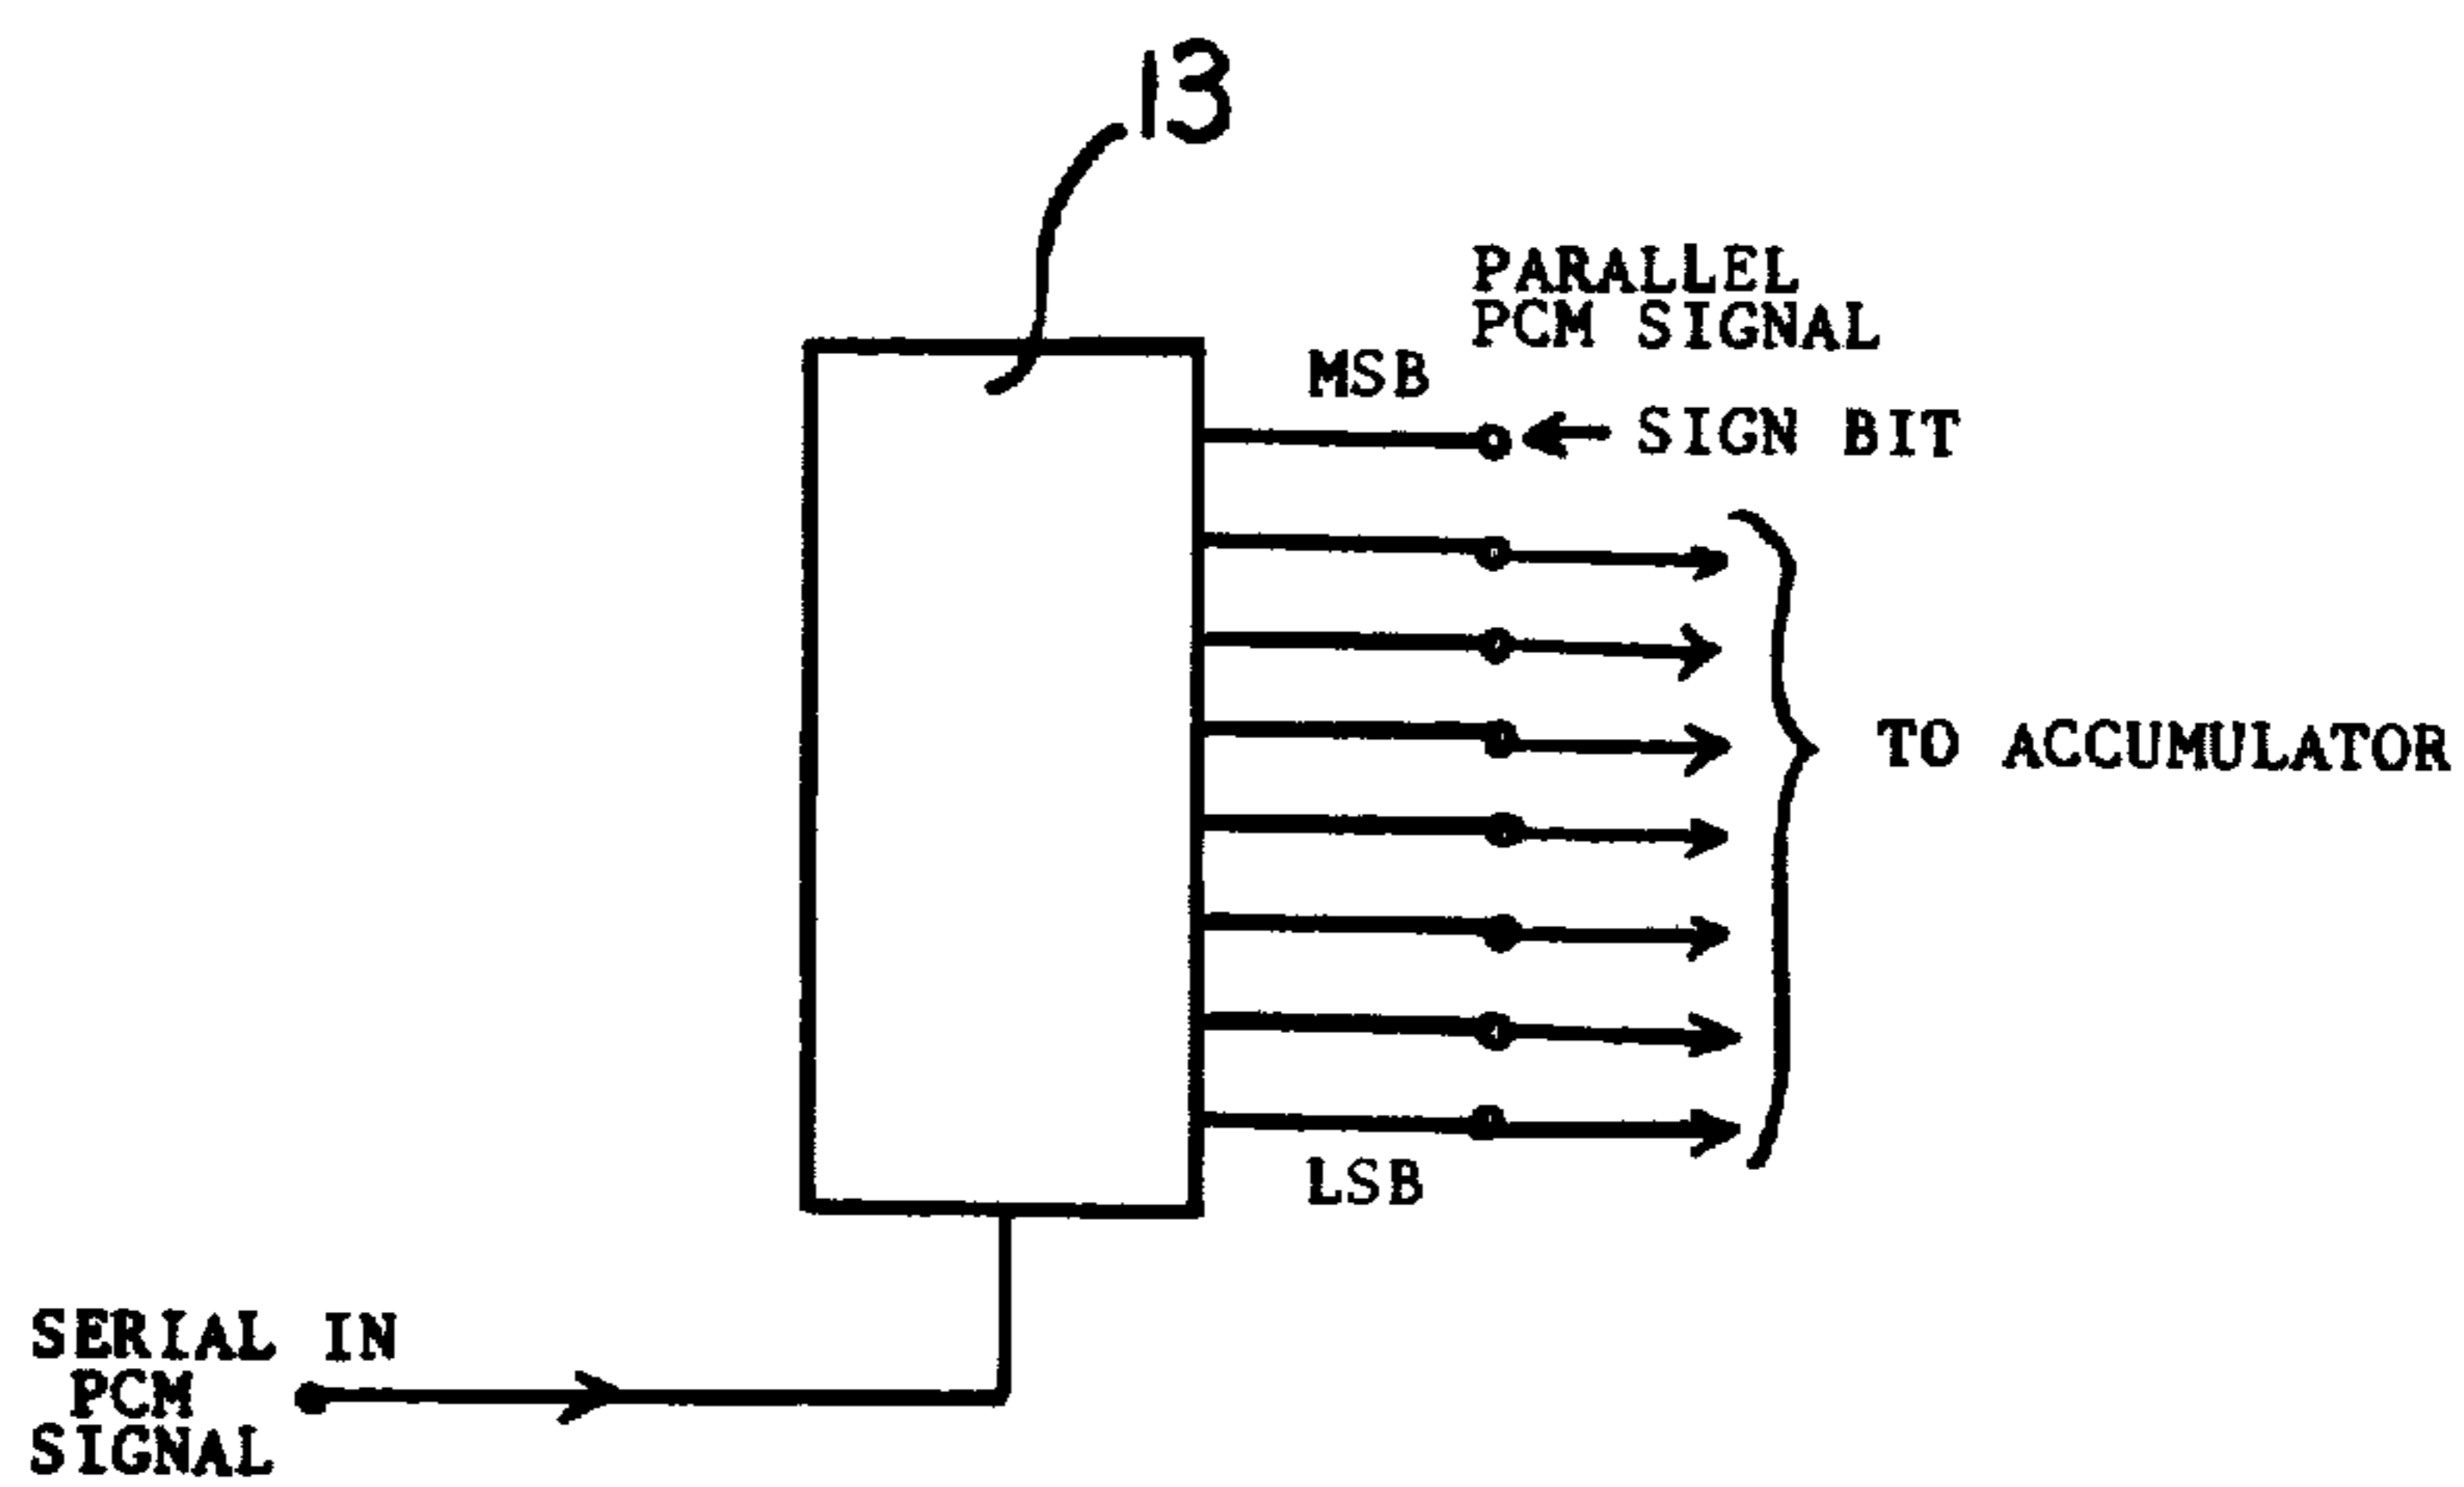 13
PARALLEL
PCM SIGNAL
MSB
SIGN BIT
TO ACCUMULATOR
LSB
SERIAL IN
PCM
SIGNAL